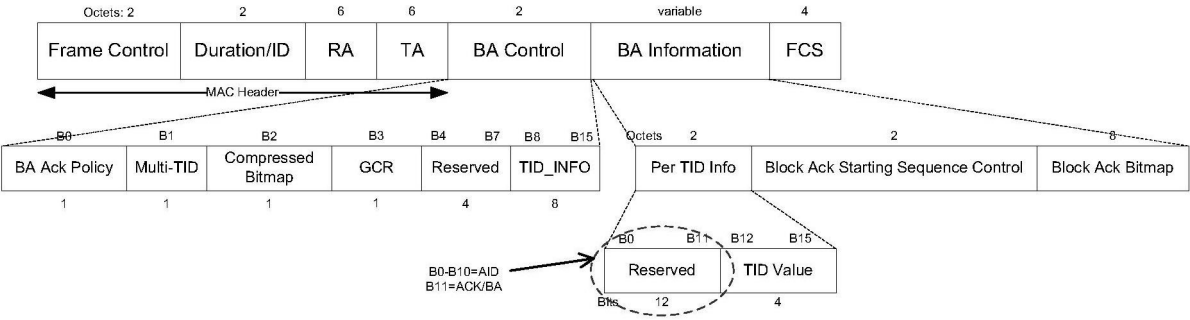 Octets: 2 2 6 6 2 variable 4
Frame Control Duration/ID RA TA BA Control BA Information FCS
MAC Header
B0 B1 B2 B3 B4 B7 B8 B15
BA Ack Policy Multi-TID Compressed Bitmap GCR Reserved TID_INFO
1 1 1 1 4 8
Octets 2 2 8
Per TID Info Block Ack Starting Sequence Control Block Ack Bitmap
B0 B11 B12 B15
B0-B10=AID
B11=ACK/BA
Reserved TID Value
Bits 12 4